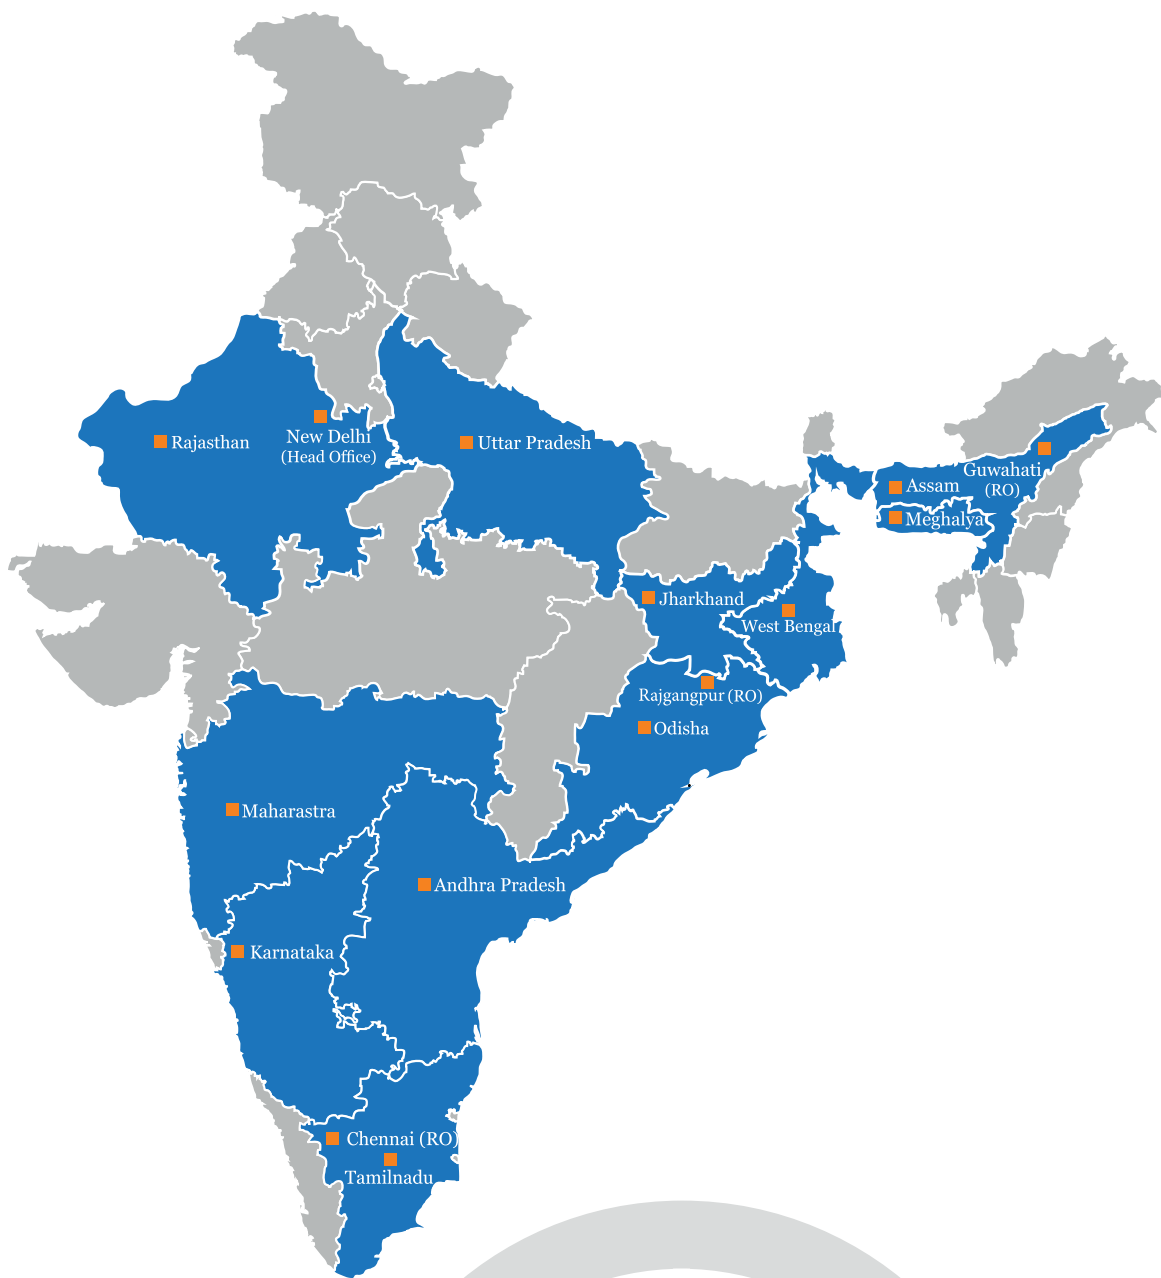 Rajasthan
New Delhi
(Head Office)
Uttar Pradesh
Guwahati
(RO)
Assam
Meghalya
Jharkhand
West Bengal
Rajgangpur (RO)
Odisha
Maharastra
Andhra Pradesh
Karnataka
Chennai (RO)
Tamilnadu